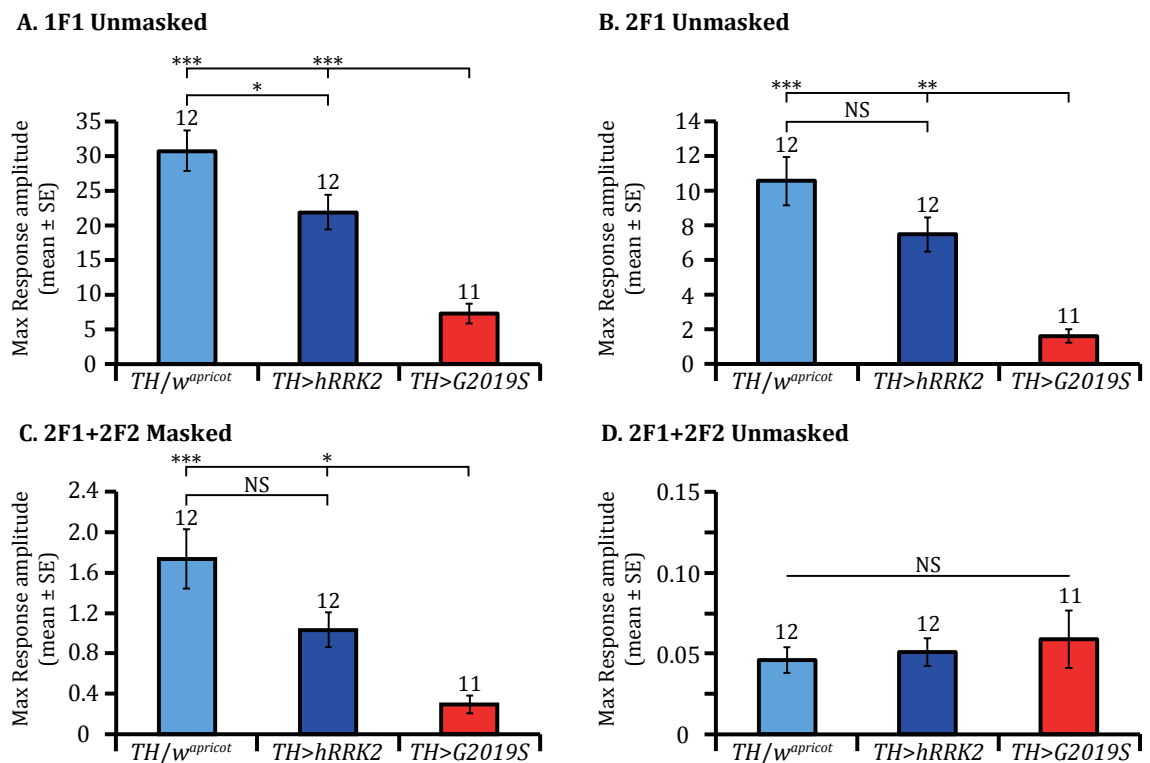 A. 1F1 Unmasked
*** ***
*
Max Response amplitude
(mean ± SE)
35
30
25
20
15
10
5
0
12
12
11
TH/w^apricot TH>hRRK2 TH>G2019S
B. 2F1 Unmasked
*** **
NS
Max Response amplitude
(mean ± SE)
14
12
10
8
6
4
2
0
12
12
11
TH/w^apricot TH>hRRK2 TH>G2019S
C. 2F1+2F2 Masked
*** *
NS
Max Response amplitude
(mean ± SE)
2.4
2.0
1.6
1.2
0.8
0.4
0
12
12
11
TH/w^apricot TH>hRRK2 TH>G2019S
D. 2F1+2F2 Unmasked
NS
Max Response amplitude
(mean ± SE)
0.15
0.10
0.05
0
12
12
11
TH/w^apricot TH>hRRK2 TH>G2019S